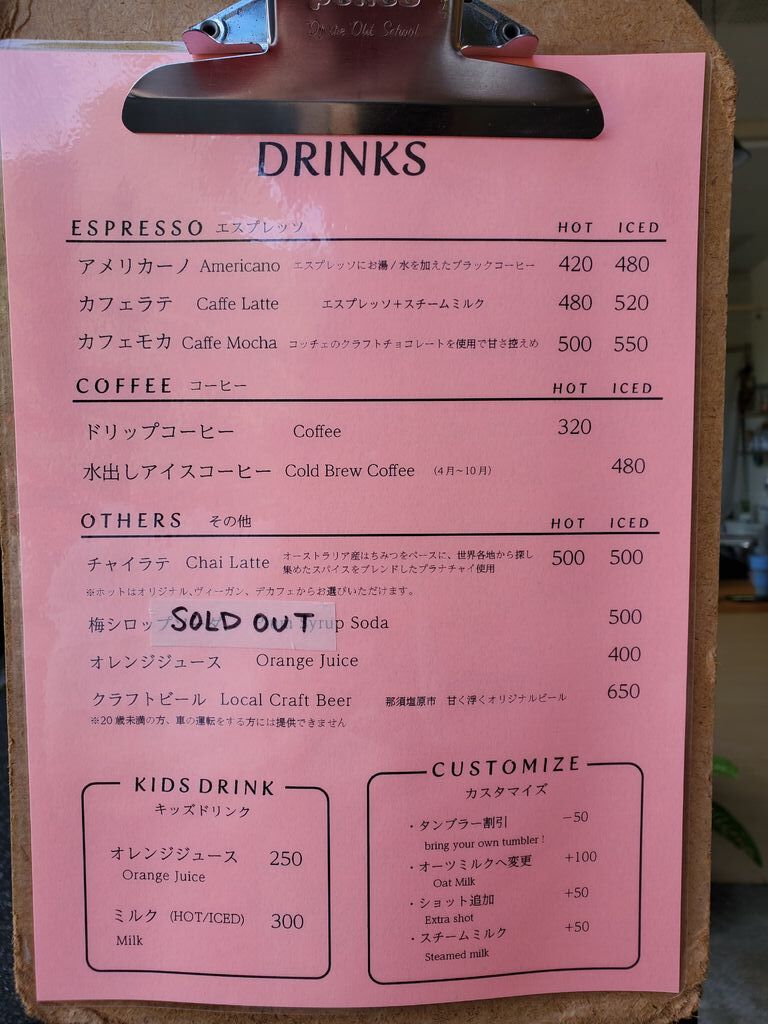 Of the Old School
DRINKS
ESPRESSO エスプレッソ HOT ICED
アメリカーノ Americano エスプレッソにお湯/水を加えたブラックコーヒー 420 480
カフェラテ Caffe Latte エスプレッソ+スチームミルク 480 520
カフェモカ Caffe Mocha コッチェのクラフトチョコレートを使用で甘さ控えめ 500 550
COFFEE コーヒー HOT ICED
ドリップコーヒー Coffee 320
水出しアイスコーヒー Cold Brew Coffee (4月~10月) 480
OTHERS その他 HOT ICED
チャイラテ Chai Latte オーストラリア産はちみつをベースに、世界各地から探し 500 500
集めたスパイスをブレンドしたプラナチャイ使用
※ホットはオリジナル、ヴィーガン、デカフェからお選びいただけます。
梅シロップ SOLD OUT Syrup Soda 500
オレンジジュース Orange Juice 400
クラフトビール Local Craft Beer 那須塩原市 甘く浮くオリジナルビール 650
※20歳未満の方、車の運転をする方には提供できません
KIDS DRINK
キッズドリンク
オレンジジュース 250
Orange Juice
ミルク (HOT/ICED) 300
Milk
CUSTOMIZE
カスタマイズ
・タンブラー割引 -50
bring your own tumbler!
・オーツミルクへ変更 +100
Oat Milk
・ショット追加 +50
Extra shot
・スチームミルク +50
Steamed milk